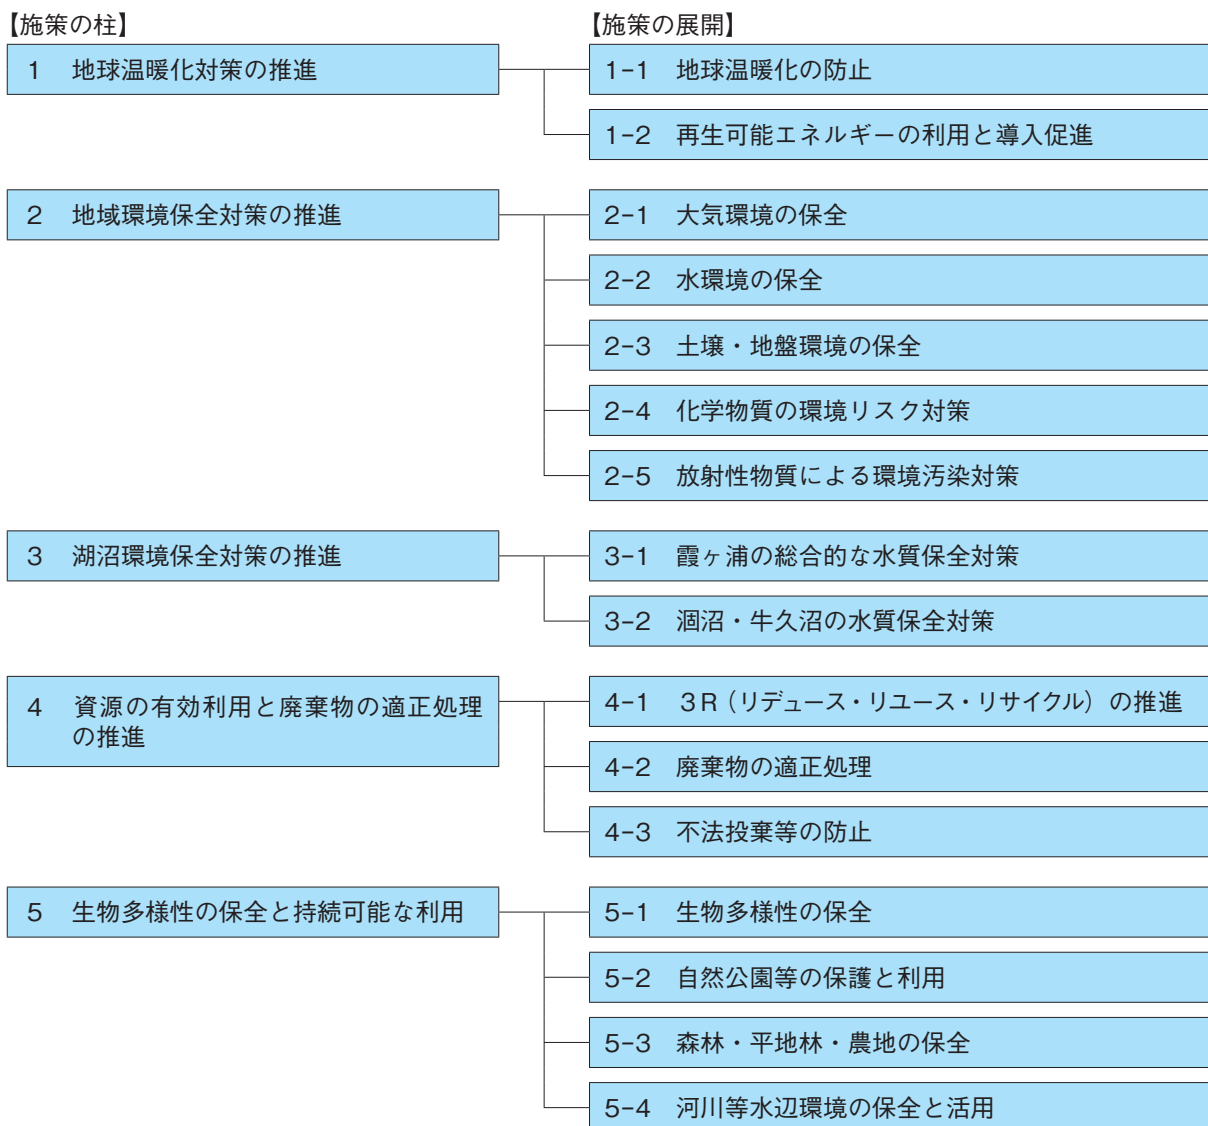 【施策の柱】
【施策の展開】
1 地球温暖化対策の推進
1-1 地球温暖化の防止
1-2 再生可能エネルギーの利用と導入促進
2 地域環境保全対策の推進
2-1 大気環境の保全
2-2 水環境の保全
2-3 土壌・地盤環境の保全
2-4 化学物質の環境リスク対策
2-5 放射性物質による環境汚染対策
3 湖沼環境保全対策の推進
3-1 霞ヶ浦の総合的な水質保全対策
3-2 涸沼・牛久沼の水質保全対策
4 資源の有効利用と廃棄物の適正処理
の推進
4-1 3R（リデュース・リユース・リサイクル）の推進
4-2 廃棄物の適正処理
4-3 不法投棄等の防止
5 生物多様性の保全と持続可能な利用
5-1 生物多様性の保全
5-2 自然公園等の保護と利用
5-3 森林・平地林・農地の保全
5-4 河川等水辺環境の保全と活用